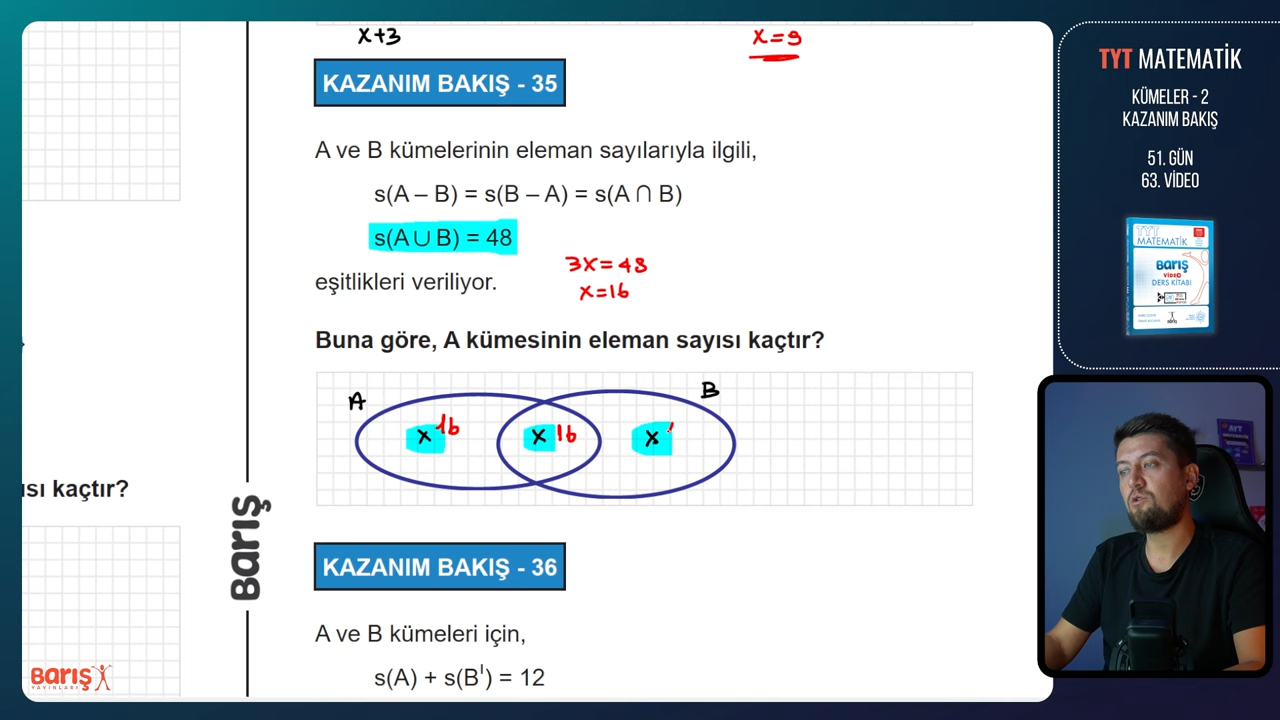 x+3
x=9
KAZANIM BAKIŞ - 35
A ve B kümelerinin eleman sayılarıyla ilgili,
s(A – B) = s(B – A) = s(A ∩ B)
s(A ∪ B) = 48
3x=48
x=16
eşitlikleri veriliyor.
Buna göre, A kümesinin eleman sayısı kaçtır?
A
B
x 16
x 16
x
ısı kaçtır?
Barış
KAZANIM BAKIŞ - 36
A ve B kümeleri için,
s(A) + s(Bᴵ) = 12
Barış
YAYINLARI
TYT MATEMATİK
KÜMELER - 2
KAZANIM BAKIŞ
51. GÜN
63. VİDEO
TYT
MATEMATİK
Barış
VİDEO
DERS KİTABI